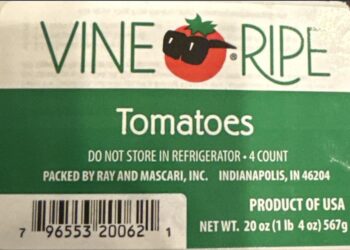 VINE RIPE®
Tomatoes
DO NOT STORE IN REFRIGERATOR • 4 COUNT
PACKED BY RAY AND MASCARI, INC. INDIANAPOLIS, IN 46204
PRODUCT OF USA
NET WT. 20 oz (1 lb 4 oz) 567g
7 96553 20062 1